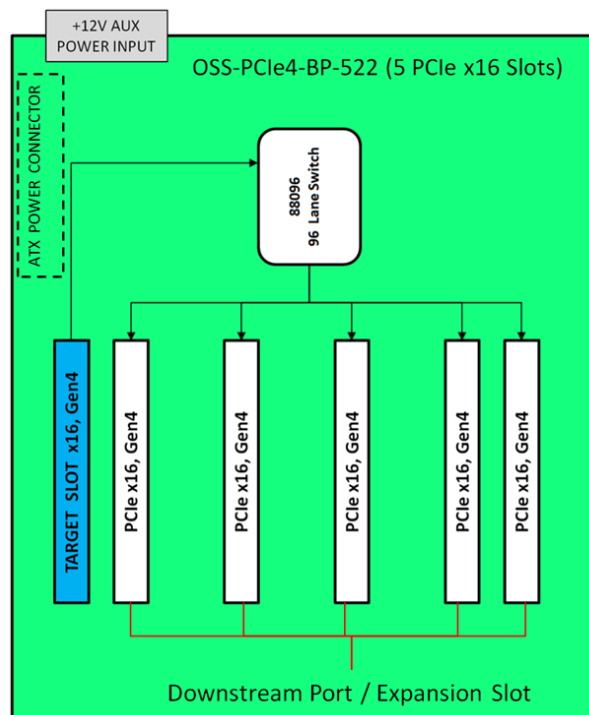 +12V AUX
POWER INPUT
OSS-PCIe4-BP-522 (5 PCIe x16 Slots)
ATX POWER CONNECTOR
88096
96 Lane Switch
TARGET SLOT x16, Gen4
PCIe x16, Gen4
PCIe x16, Gen4
PCIe x16, Gen4
PCIe x16, Gen4
PCIe x16, Gen4
Downstream Port / Expansion Slot